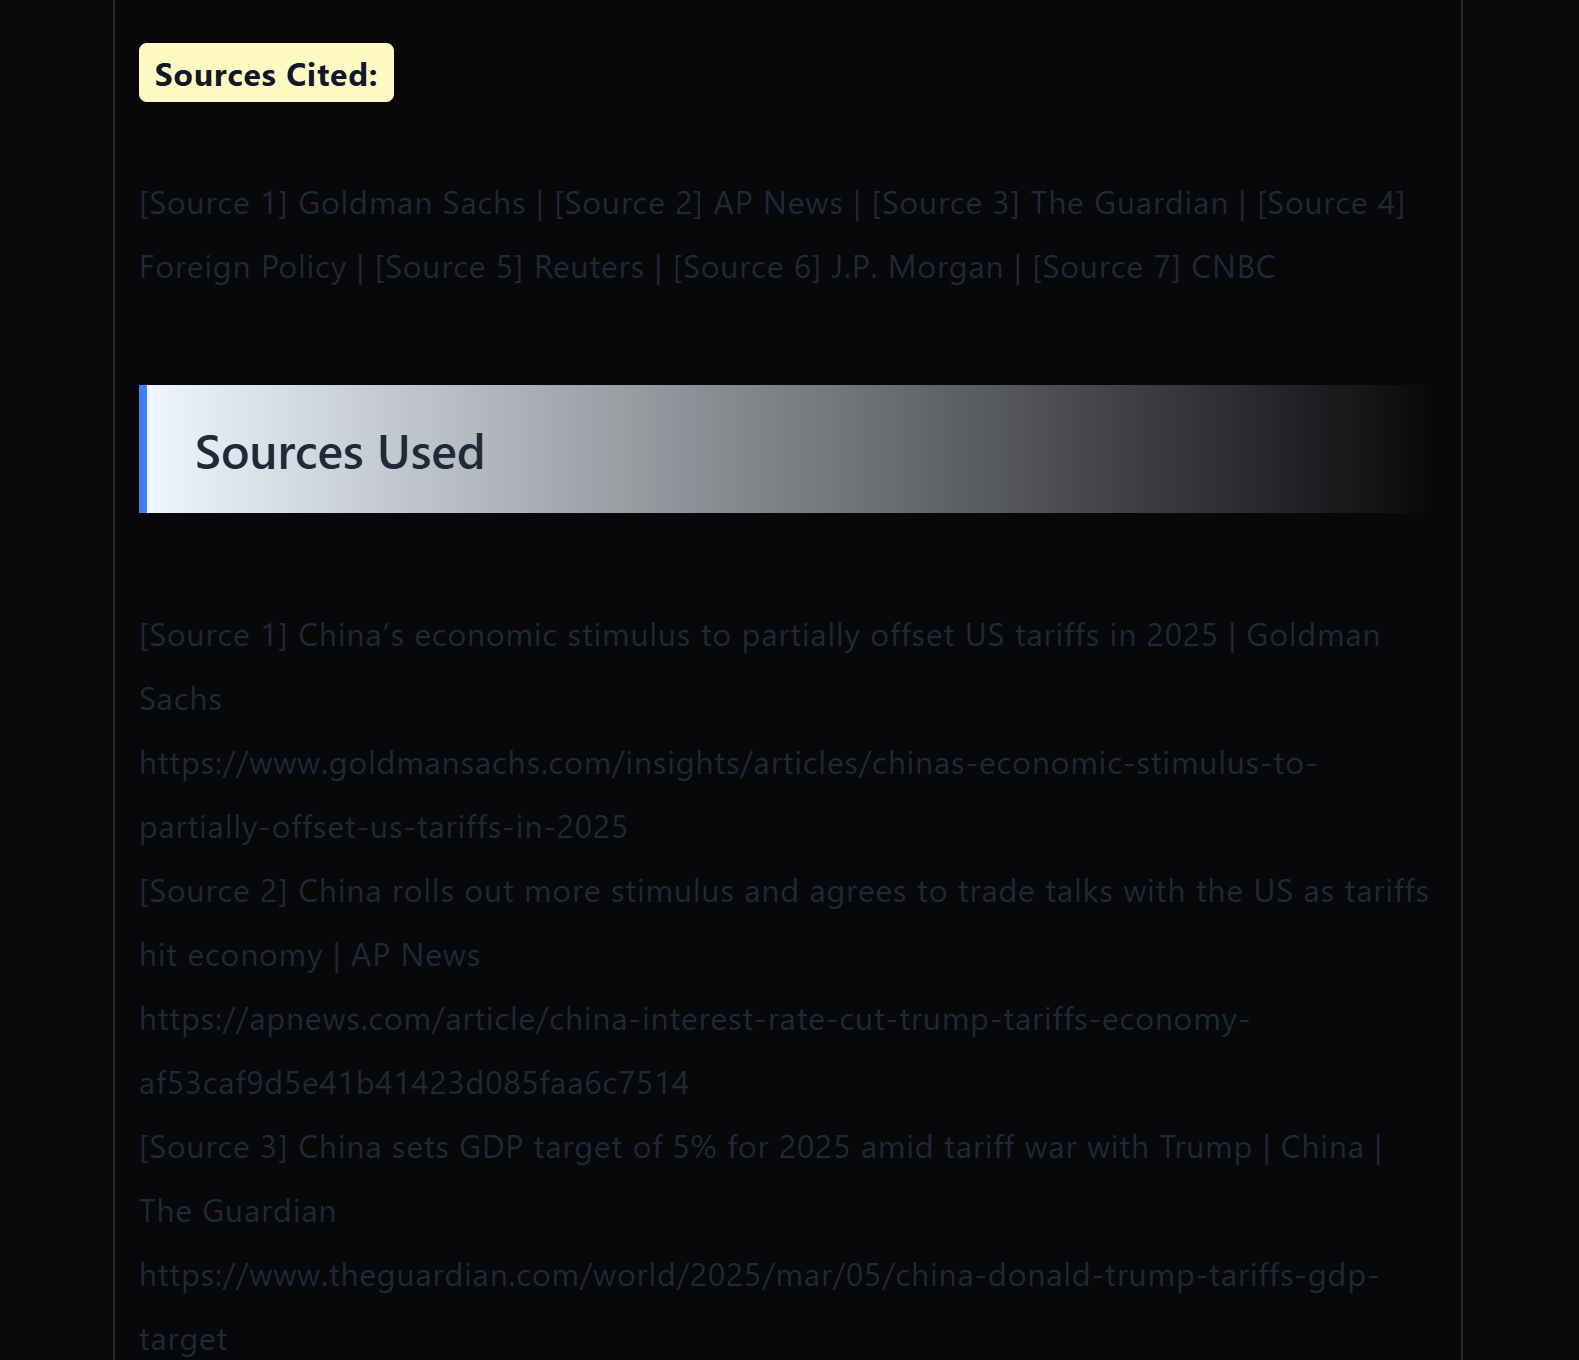 Sources Cited:
[Source 1] Goldman Sachs | [Source 2] AP News | [Source 3] The Guardian | [Source 4]
Foreign Policy | [Source 5] Reuters | [Source 6] J.P. Morgan | [Source 7] CNBC
Sources Used
[Source 1] China’s economic stimulus to partially offset US tariffs in 2025 | Goldman
Sachs
https://www.goldmansachs.com/insights/articles/chinas-economic-stimulus-to-
partially-offset-us-tariffs-in-2025
[Source 2] China rolls out more stimulus and agrees to trade talks with the US as tariffs
hit economy | AP News
https://apnews.com/article/china-interest-rate-cut-trump-tariffs-economy-
af53caf9d5e41b41423d085faa6c7514
[Source 3] China sets GDP target of 5% for 2025 amid tariff war with Trump | China |
The Guardian
https://www.theguardian.com/world/2025/mar/05/china-donald-trump-tariffs-gdp-
target